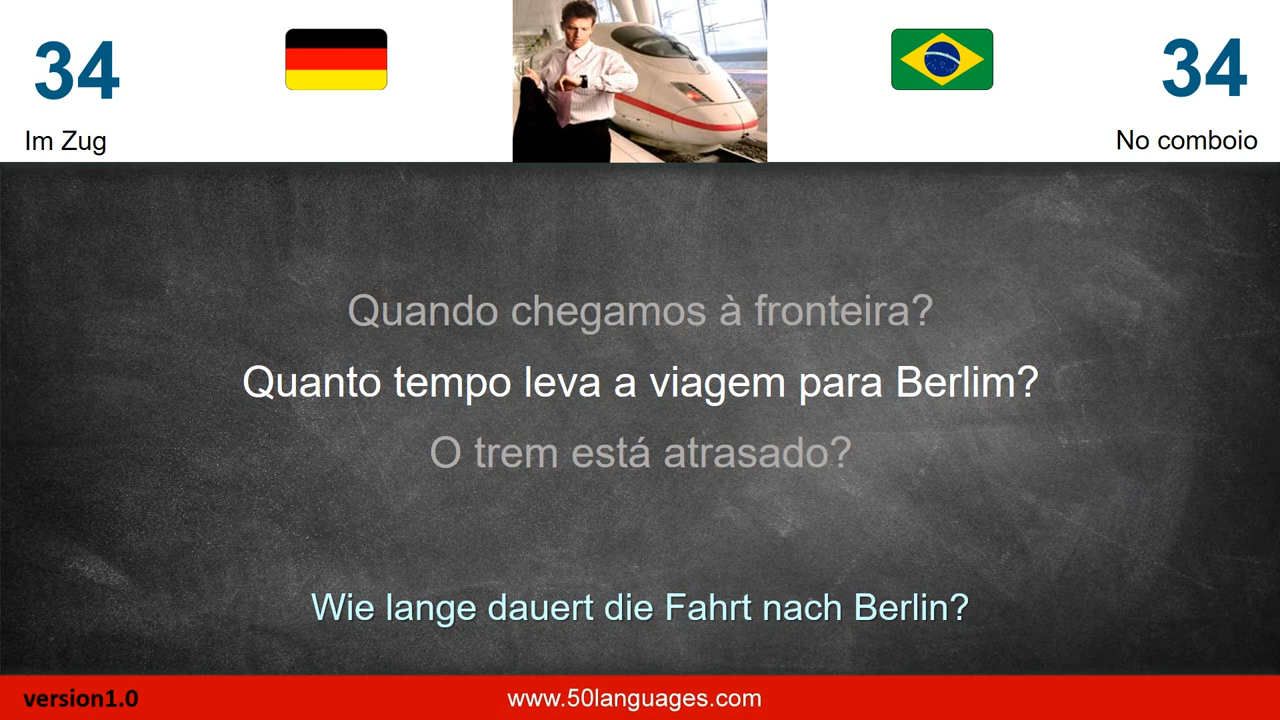 34
34
Im Zug
No comboio
Quando chegamos à fronteira?
Quanto tempo leva a viagem para Berlim?
O trem está atrasado?
Wie lange dauert die Fahrt nach Berlin?
version1.0
www.50languages.com